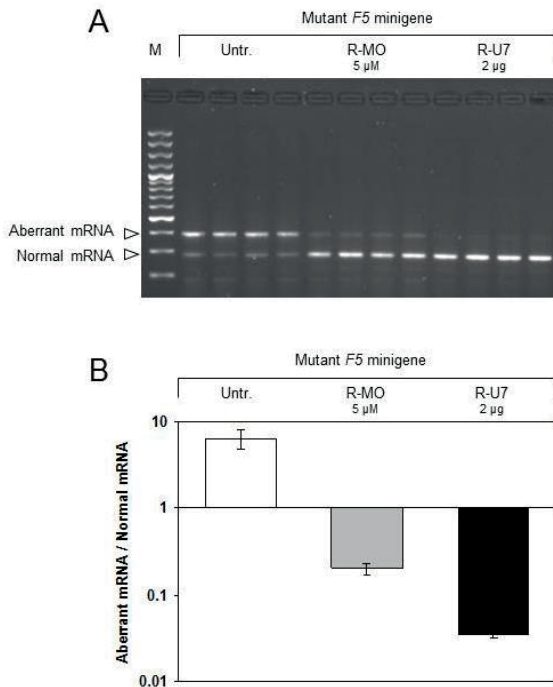 A
Mutant F5 minigene
M Untr. R-MO R-U7
5 µM 2 µg
Aberrant mRNA
Normal mRNA
B
Mutant F5 minigene
Untr. R-MO R-U7
5 µM 2 µg
Aberrant mRNA / Normal mRNA
10
1
0.1
0.01